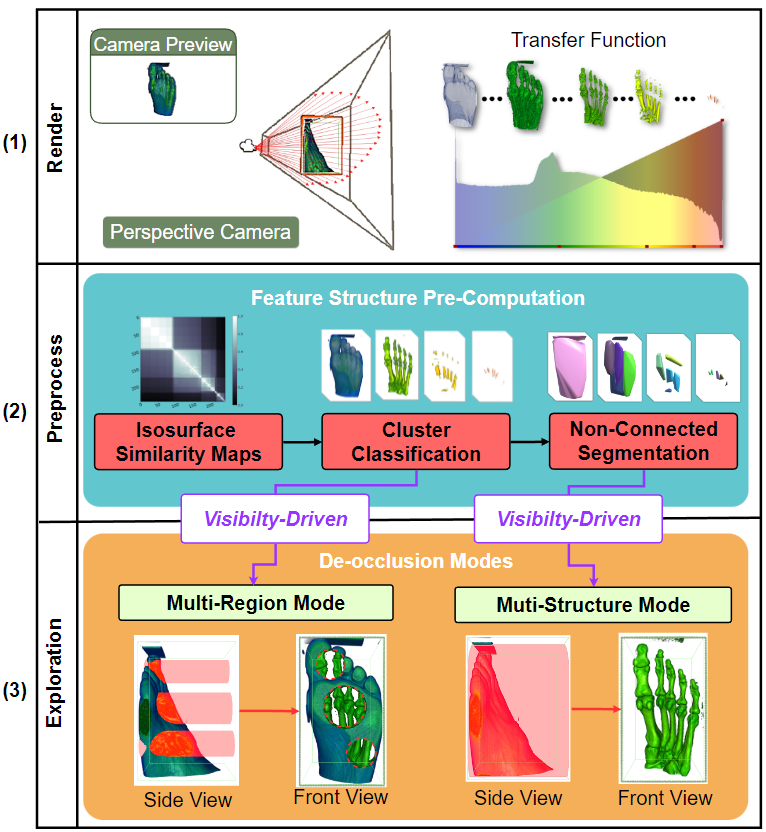 (1)
Render
Camera Preview
Perspective Camera
Transfer Function
(2)
Preprocess
Feature Structure Pre-Computation
Isosurface
Similarity Maps
Cluster
Classification
Non-Connected
Segmentation
Visibilty-Driven
Visibilty-Driven
(3)
Exploration
De-occlusion Modes
Multi-Region Mode
Muti-Structure Mode
Side View
Front View
Side View
Front View